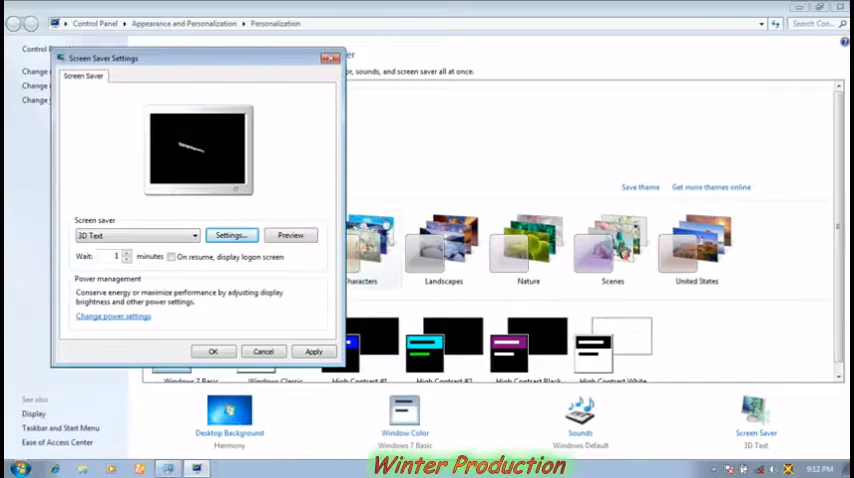 Control Panel ▸ Appearance and Personalization ▸ Personalization
Search Con...
Screen Saver Settings
Screen Saver
Screen saver
3D Text
Settings...
Preview
Wait:
1
minutes
On resume, display logon screen
Power management
Conserve energy or maximize performance by adjusting display
brightness and other power settings.
Change power settings
OK
Cancel
Apply
Control
Change
Change
Change
ver
or, sounds, and screen saver all at once.
Save theme
Get more themes online
Characters
Landscapes
Nature
Scenes
United States
Windows 7 Basic
Windows Classic
High Contrast #1
High Contrast #2
High Contrast Black
High Contrast White
See also
Display
Taskbar and Start Menu
Ease of Access Center
Desktop Background
Harmony
Window Color
Windows 7 Basic
Sounds
Windows Default
Screen Saver
3D Text
Winter Production
9:12 PM